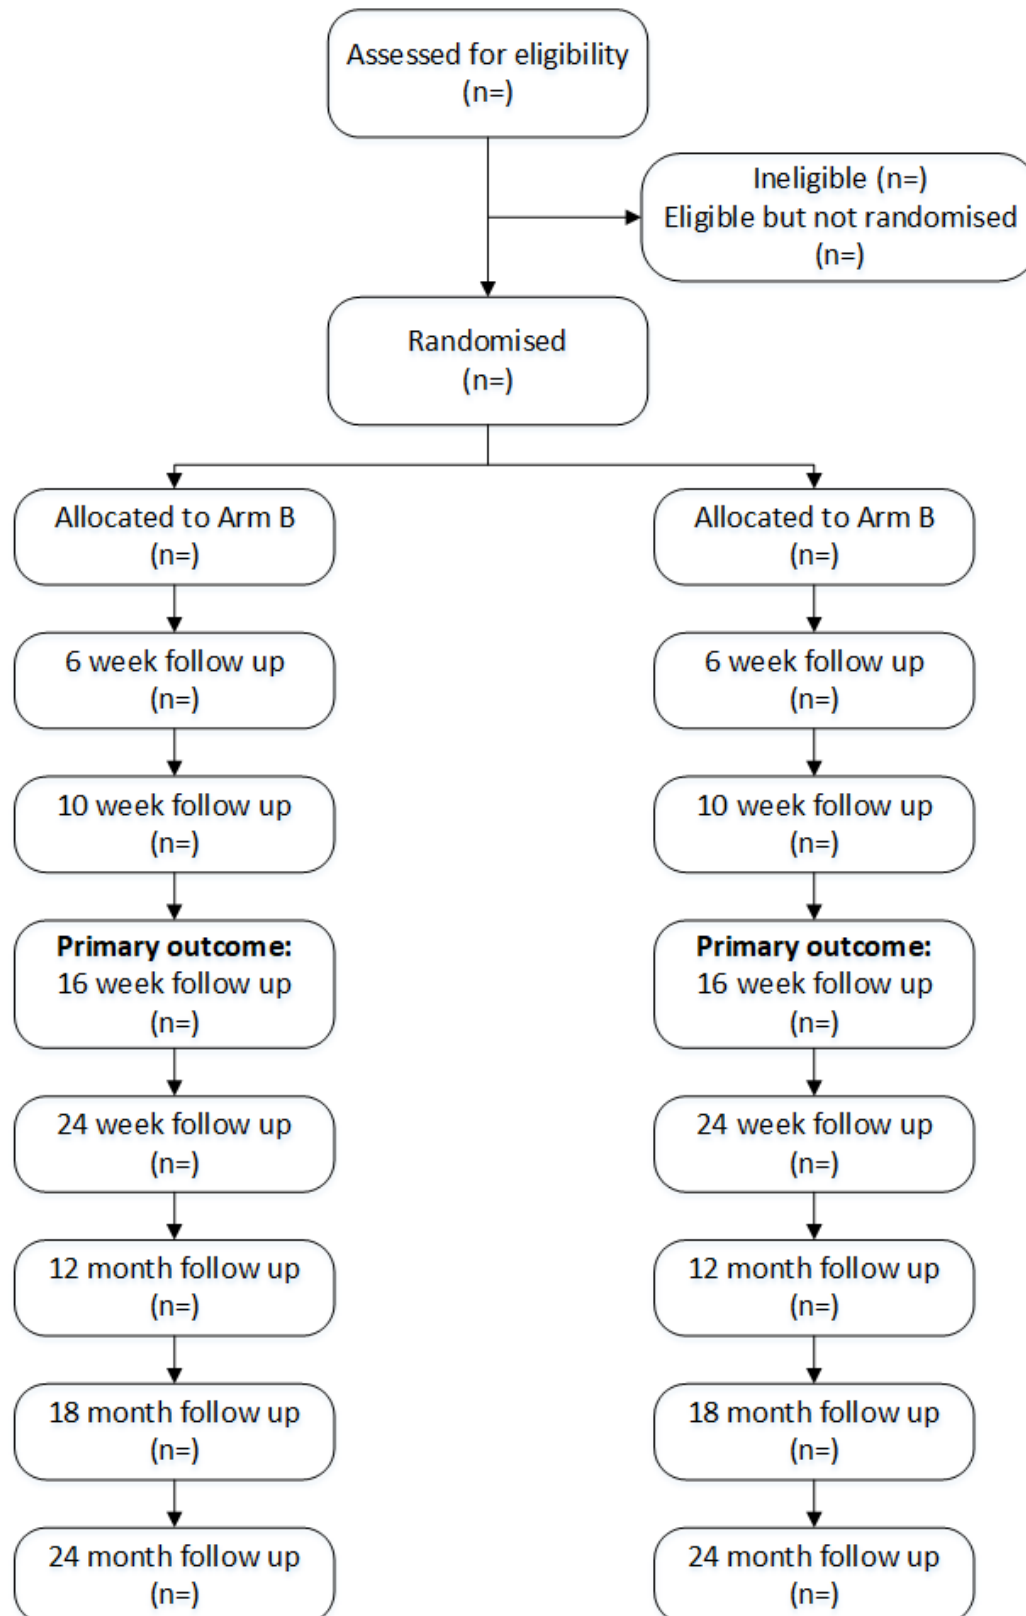 Assessed for eligibility
(n=)
Ineligible (n=)
Eligible but not randomised
(n=)
Randomised
(n=)
Allocated to Arm B
(n=)
Allocated to Arm B
(n=)
6 week follow up
(n=)
6 week follow up
(n=)
10 week follow up
(n=)
10 week follow up
(n=)
Primary outcome:
16 week follow up
(n=)
Primary outcome:
16 week follow up
(n=)
24 week follow up
(n=)
24 week follow up
(n=)
12 month follow up
(n=)
12 month follow up
(n=)
18 month follow up
(n=)
18 month follow up
(n=)
24 month follow up
(n=)
24 month follow up
(n=)